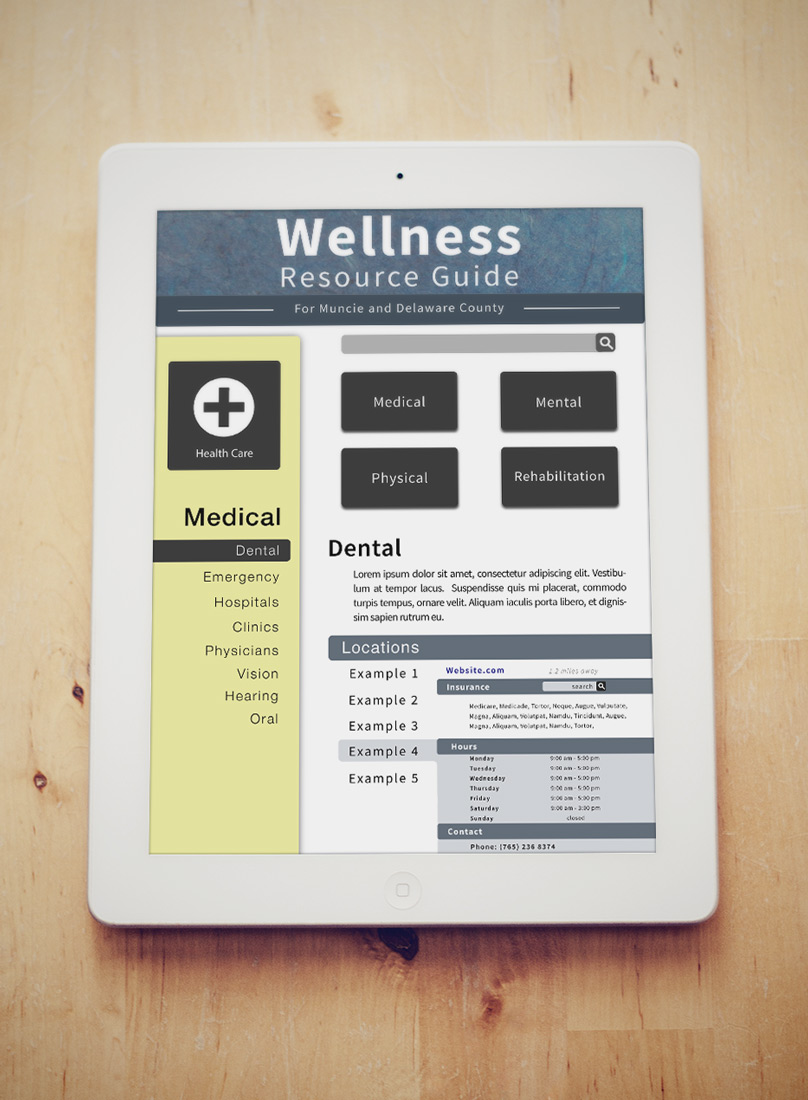 Wellness
Resource Guide
For Muncie and Delaware County
Health Care
Medical
Dental
Emergency
Hospitals
Clinics
Physicians
Vision
Hearing
Oral
Medical
Mental
Physical
Rehabilitation
Dental
Lorem ipsum dolor sit amet, consectetur adipiscing elit. Vestibu-
lum at tempor lacus. Suspendisse quis mi placerat, commodo
turpis tempus, ornare velit. Aliquam iaculis porta libero, et dignis-
sim sapien rutrum eu.
Locations
Example 1
Example 2
Example 3
Example 4
Example 5
Website.com
1.2 miles away
Insurance
search
Medicare, Medicade, Tortor, Neque, Augue, Vulputate,
Magna, Aliquam, Volutpat, Namdu, Tincidunt, Augue,
Magna, Aliquam, Volutpat, Namdu, Tortor,
Hours
Monday 9:00 am - 5:00 pm
Tuesday 9:00 am - 5:00 pm
Wednesday 9:00 am - 5:00 pm
Thursday 9:00 am - 5:00 pm
Friday 9:00 am - 5:00 pm
Saturday 9:00 am - 3:00 pm
Sunday closed
Contact
Phone: (765) 236 8374